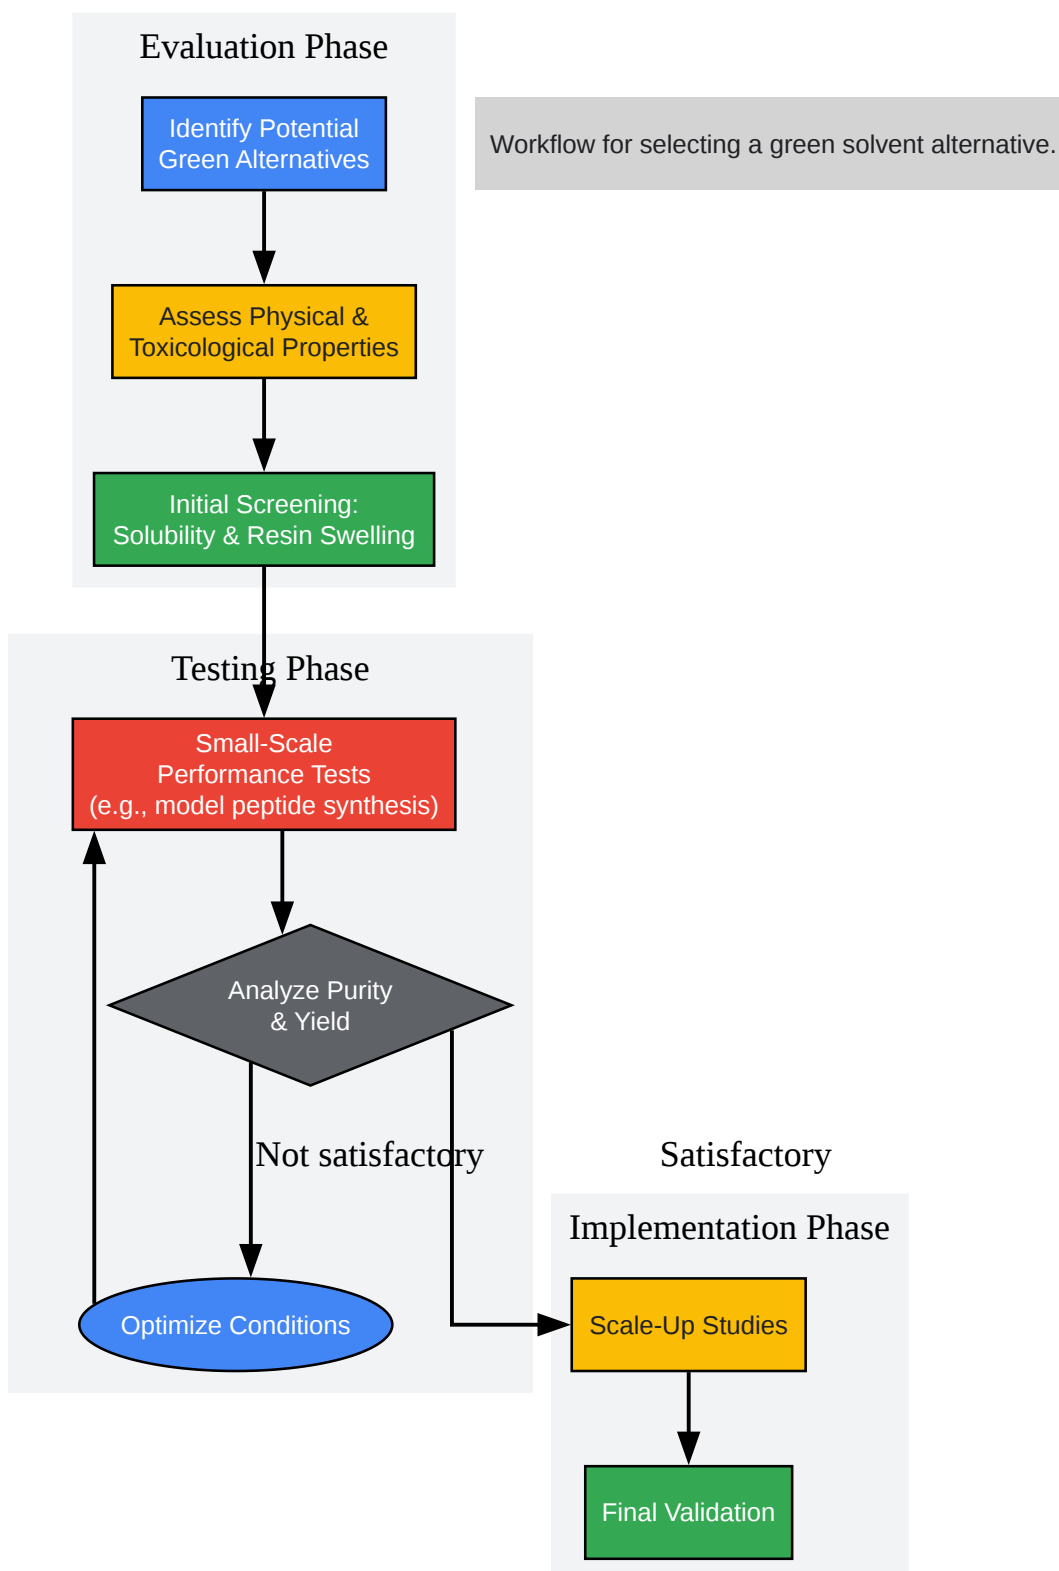 Evaluation Phase
Identify Potential
Green Alternatives
Workflow for selecting a green solvent alternative.
Assess Physical &
Toxicological Properties
Initial Screening:
Solubility & Resin Swelling
Testing Phase
Small-Scale
Performance Tests
(e.g., model peptide synthesis)
Analyze Purity
& Yield
Not satisfactory
Satisfactory
Implementation Phase
Optimize Conditions
Scale-Up Studies
Final Validation